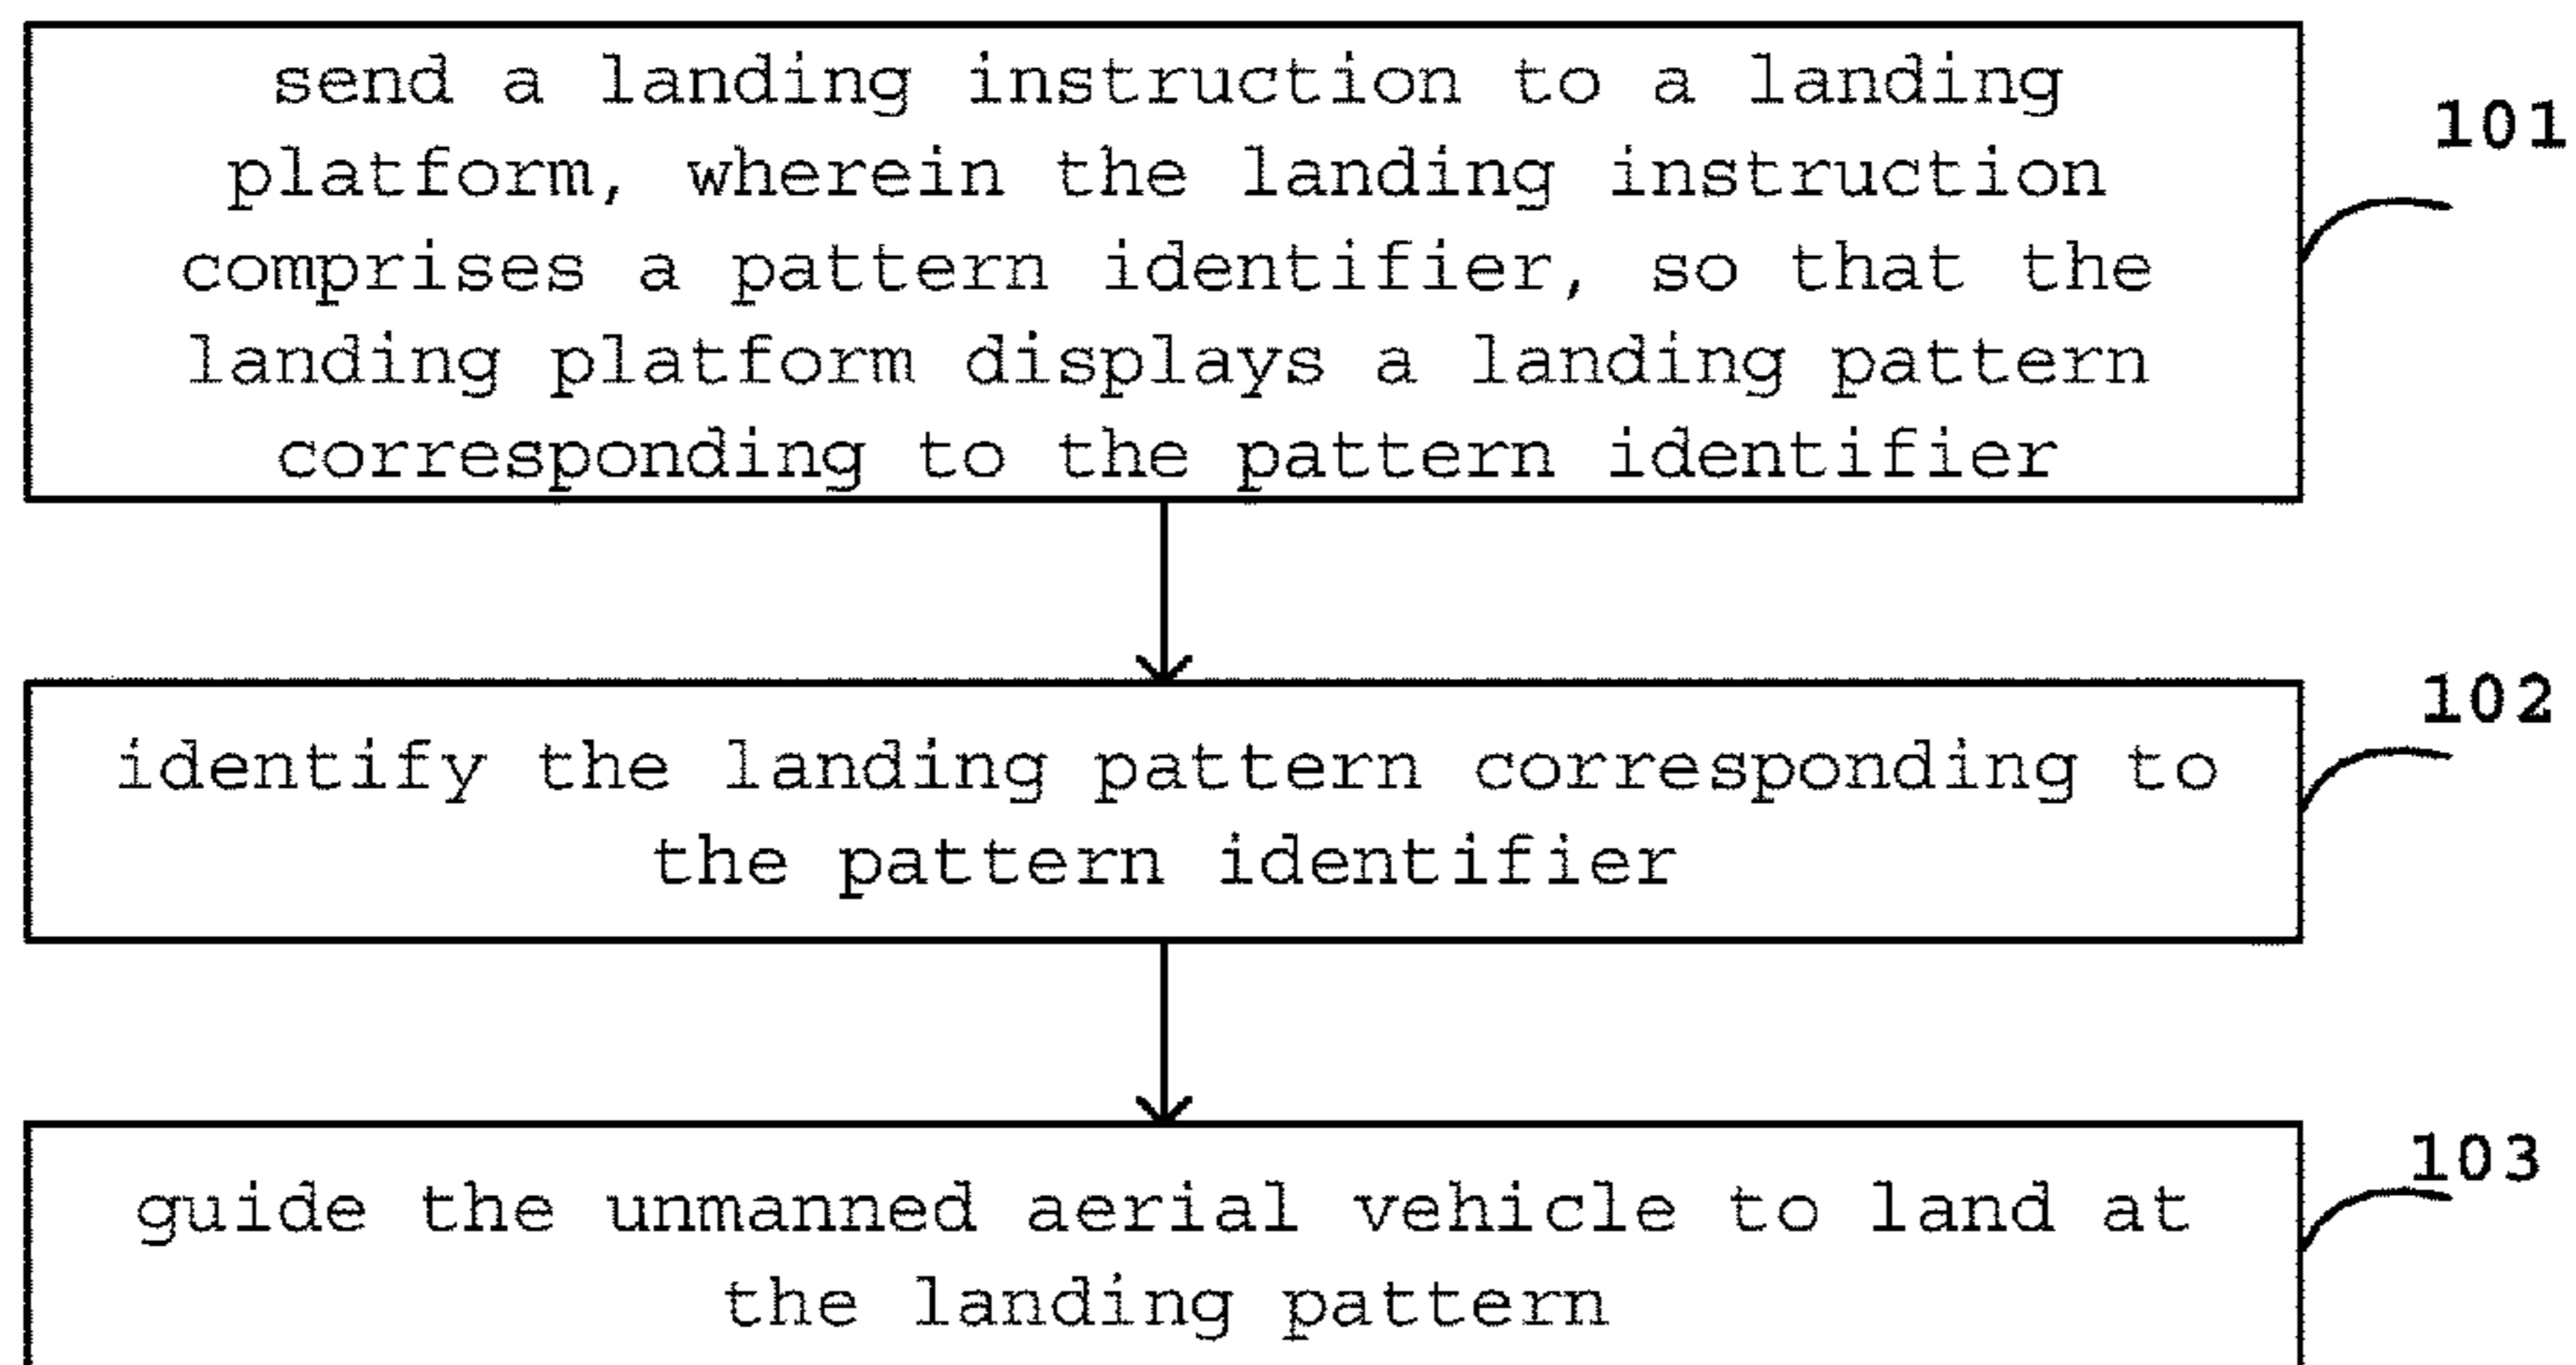 send a landing instruction to a landing
platform, wherein the landing instruction
comprises a pattern identifier, so that the
landing platform displays a landing pattern
corresponding to the pattern identifier
101
identify the landing pattern corresponding to
the pattern identifier
102
guide the unmanned aerial vehicle to land at
the landing pattern
103